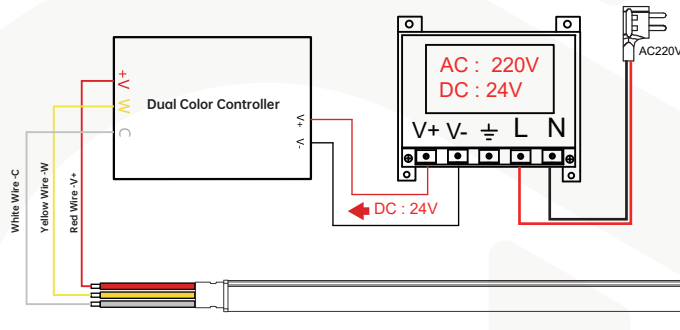 AC : 220V
DC : 24V
V+ V- L N
AC220V
Dual Color Controller
+V
W
C
V+
V-
DC : 24V
White Wire -C
Yellow Wire -W
Red Wire -V+